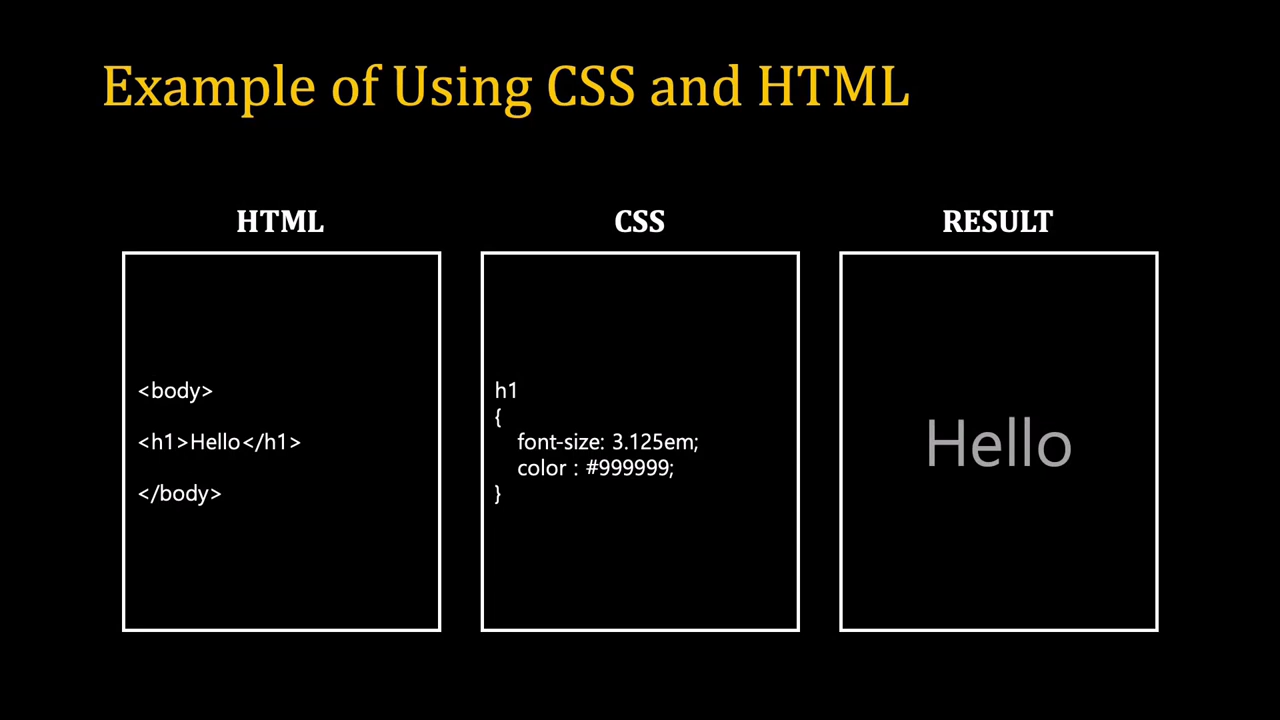 Example of Using CSS and HTML
HTML
<body>
<h1>Hello</h1>
</body>
CSS
h1
{
font-size: 3.125em;
color : #999999;
}
RESULT
Hello